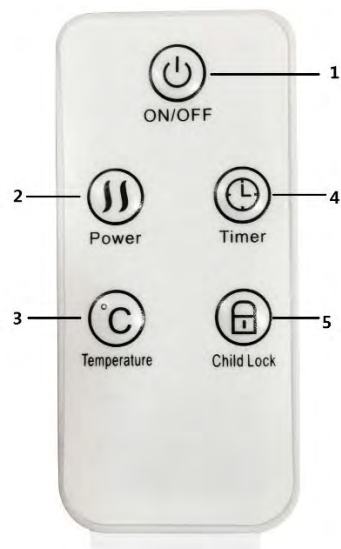 1
ON/OFF
2
4
Power
Timer
3
°C
5
Temperature
Child Lock